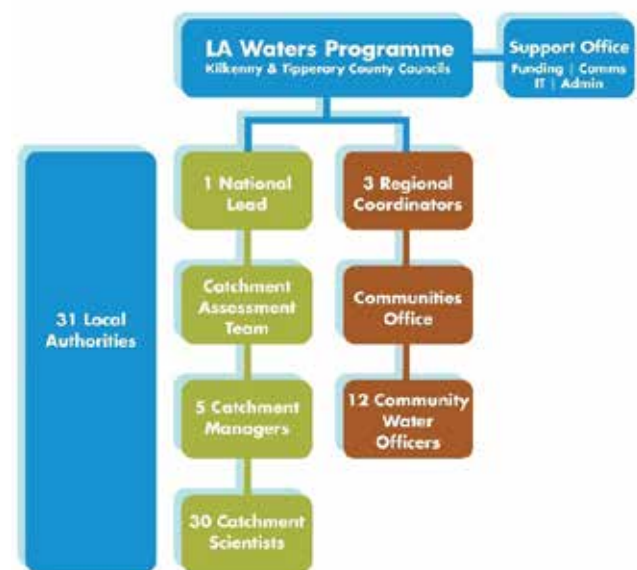 LA Waters Programme
Kilkenny & Tipperary County Councils
Support Office
Funding | Comms
IT | Admin
31 Local
Authorities
1 National
Lead
Catchment
Assessment
Team
5 Catchment
Managers
30 Catchment
Scientists
3 Regional
Coordinators
Communities
Office
12 Community
Water
Officers